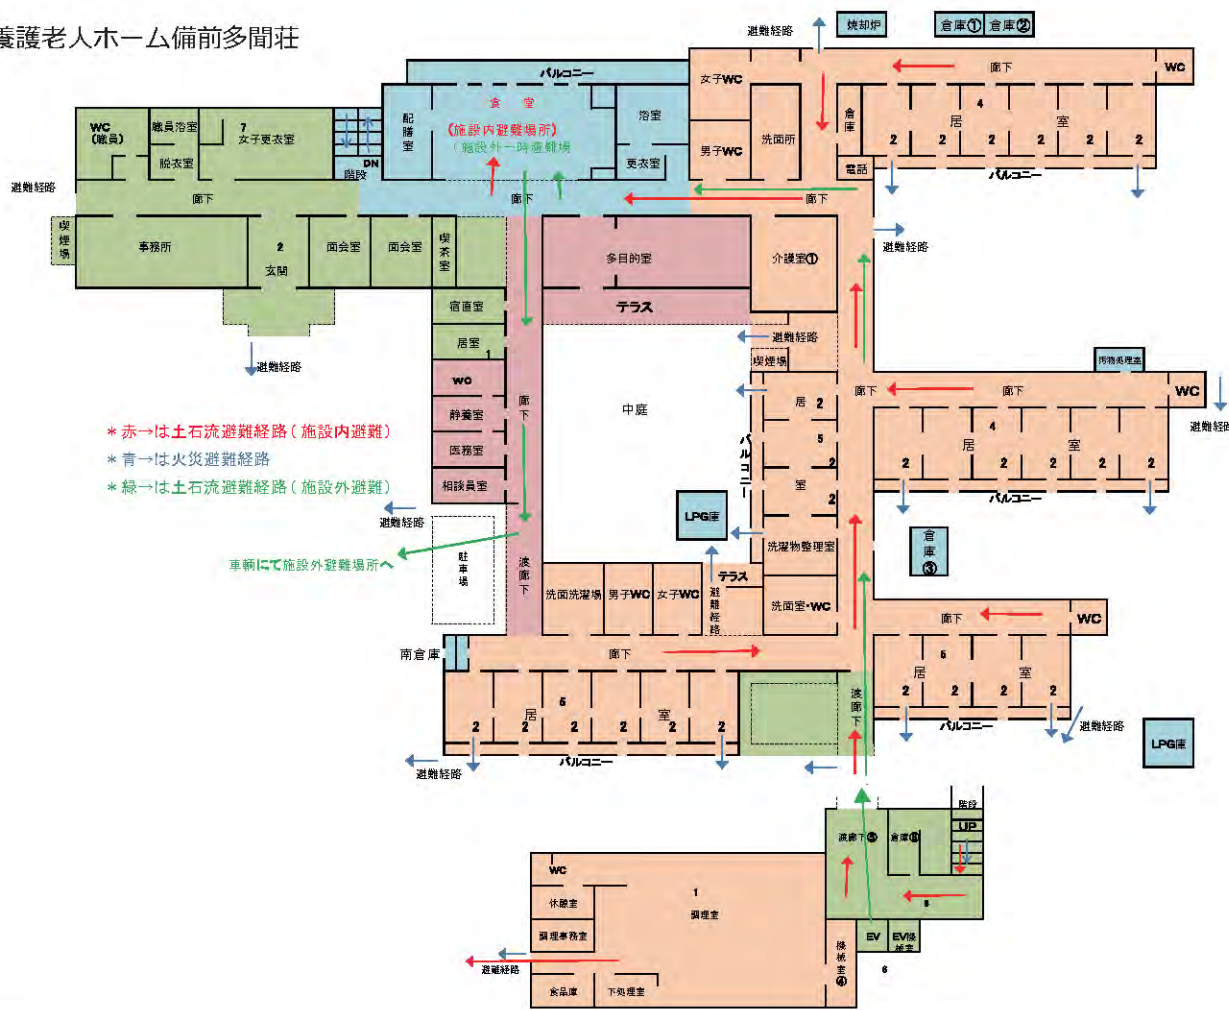 養護老人ホーム備前多聞荘
避難経路
焼却炉
倉庫①
倉庫②
バルコニー
女子WC
廊下
WC
WC
(職員)
職員浴室
7
女子更衣室
脱衣室
DN
階段
配膳室
食 堂
(施設内避難場所)
(施設外一時避難場
浴室
更衣室
男子WC
洗面所
倉庫
電話
4
居 室
2 2 2 2 2 2
バルコニー
避難経路
廊下
廊下
廊下
喫煙場
事務所
2
玄関
面会室
面会室
喫茶室
多目的室
介護室①
避難経路
テラス
宿直室
居室
1
避難経路
避難経路
喫煙場
汚物処理室
WC
静養室
医務室
相談員室
廊下
中庭
居 2
5
2
室
2
バルコニー
廊下
廊下
WC
避難経路
4
居 室
2 2 2 2 2 2
バルコニー
*赤→は土石流避難経路(施設内避難)
*青→は火災避難経路
*緑→は土石流避難経路(施設外避難)
避難経路
LPG庫
車輌にて施設外避難場所へ
駐車場
渡廊下
洗濯物整理室
倉庫③
洗面洗濯場
男子WC
女子WC
避難経路
テラス
洗面室・WC
廊下
WC
南倉庫
廊下
5
居 室
2 2 2 2
バルコニー
避難経路
LPG庫
5
居 室
2 2 2 2 2 2
バルコニー
避難経路
渡廊下
階段
UP
渡廊下⑤
倉庫⑥
WC
休憩室
調理事務室
1
調理室
避難経路
食品庫
下処理室
機械室④
EV
EV機械室
6